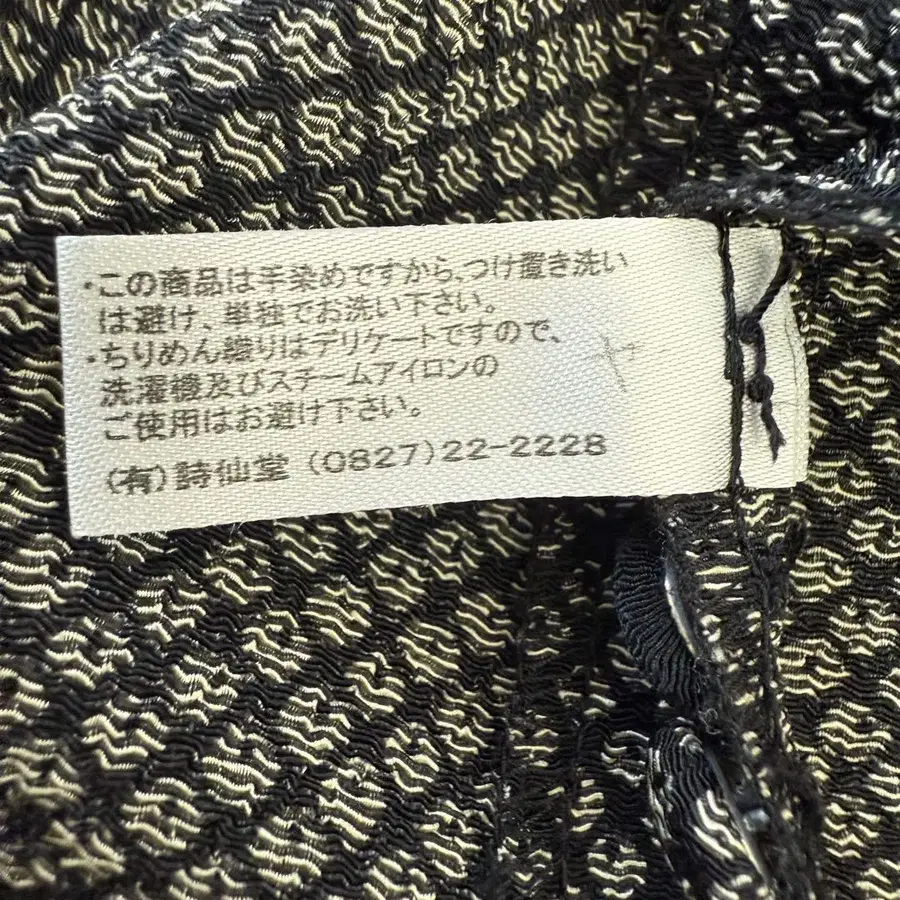 ・この商品は手染めですから、つけ置き洗い
は避け、単独でお洗い下さい。
・ちりめん織りはデリケートですので、
洗濯機及びスチームアイロンの
ご使用はお避け下さい。
(有)詩仙堂 (0827)22-2228